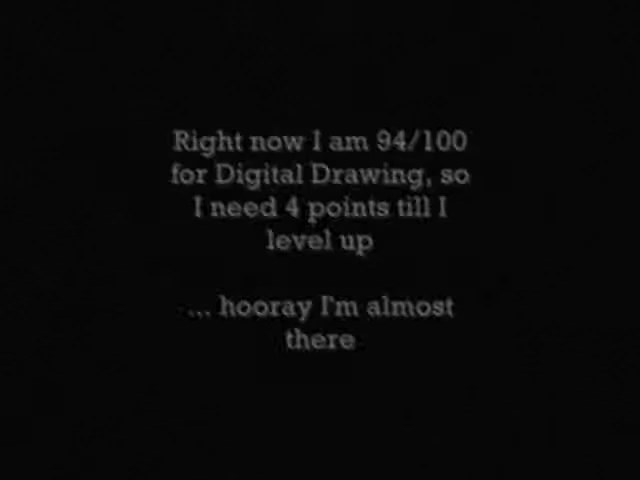 Right now I am 94/100
for Digital Drawing, so
I need 4 points till I
level up
... hooray I'm almost
there